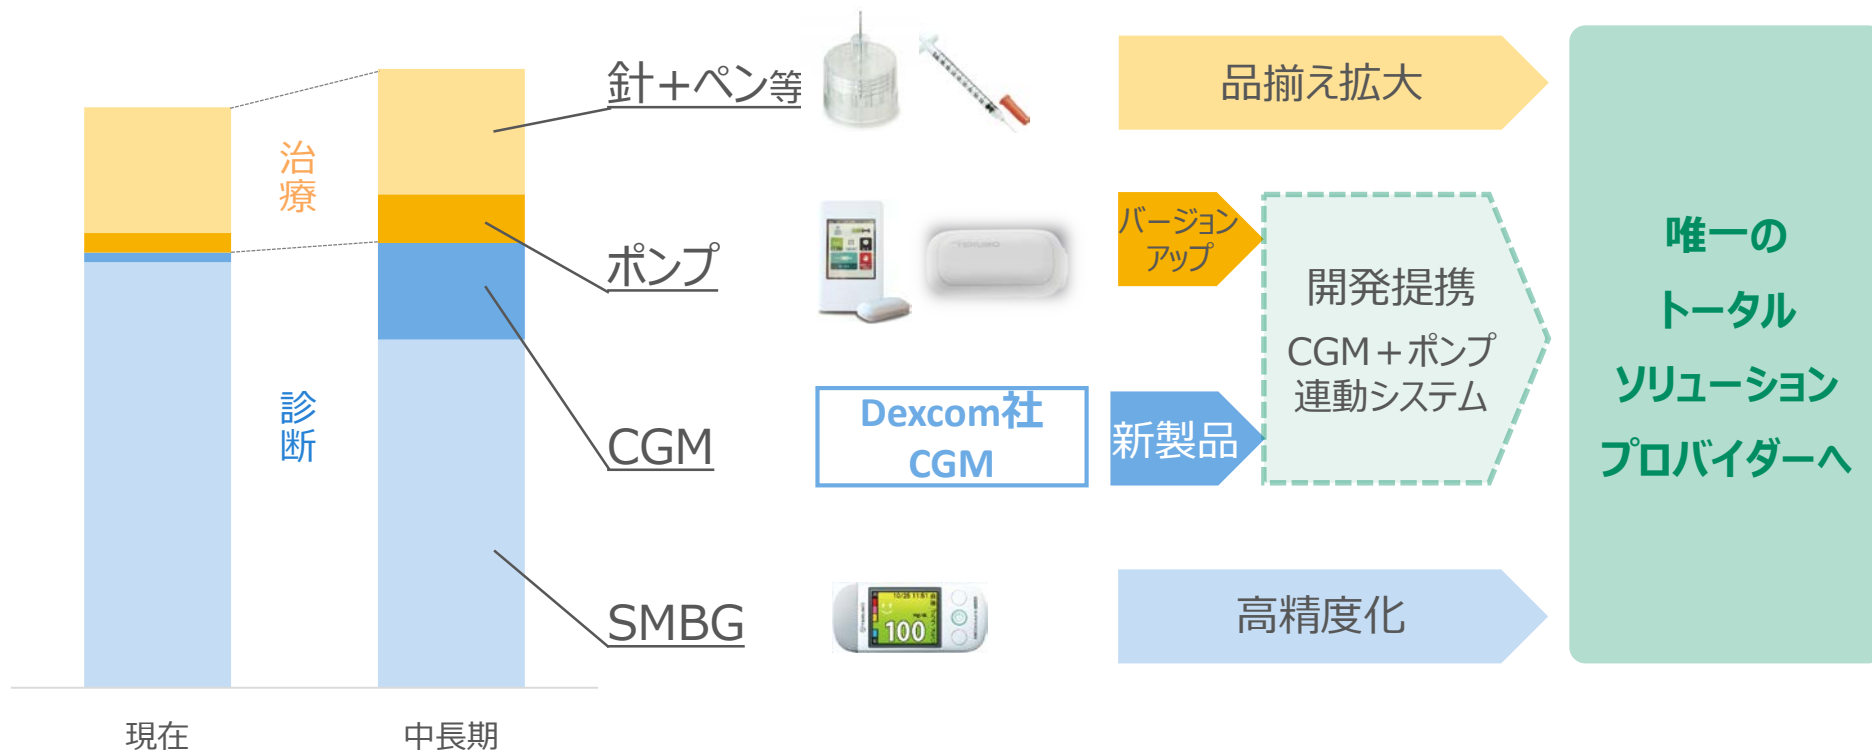 針+ペン等
品揃え拡大
治
療
ポンプ
TERUMO
バージョン
アップ
開発提携
CGM+ポンプ
連動システム
診
断
CGM
Dexcom社
CGM
新製品
SMBG
100
高精度化
唯一の
トータル
ソリューション
プロバイダーへ
現在
中長期